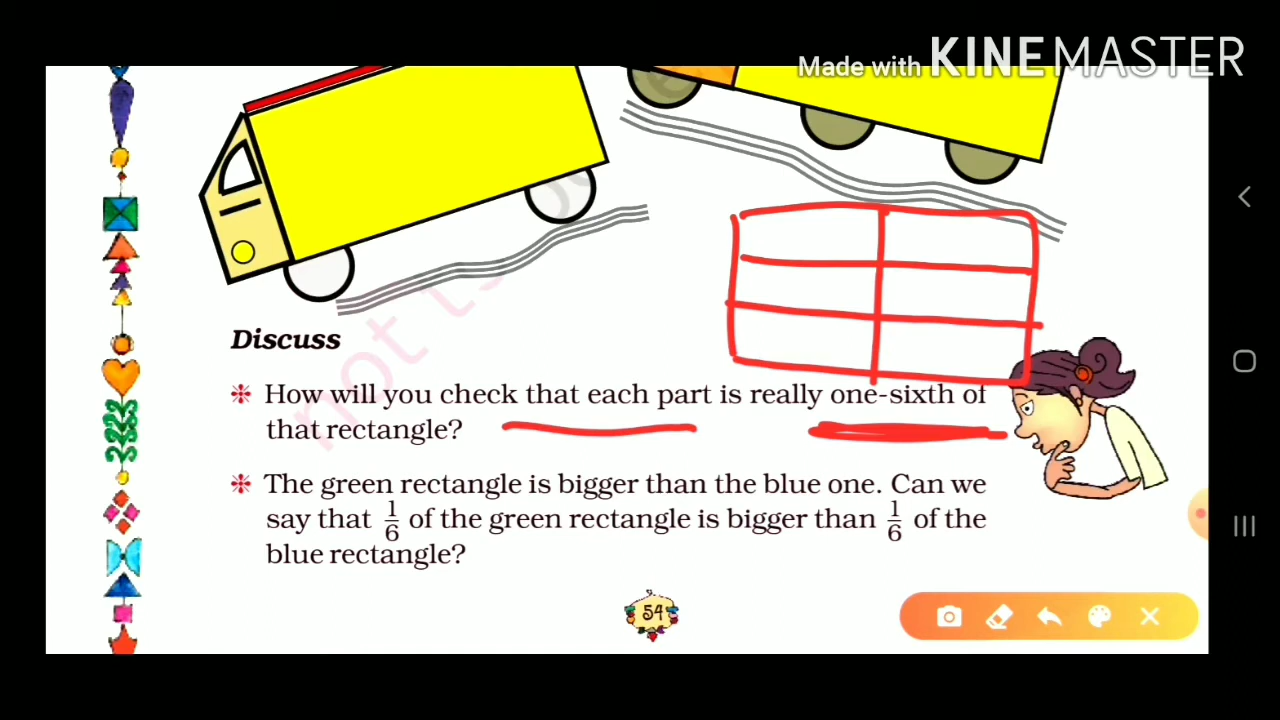 Made with KINEMASTER
Discuss
How will you check that each part is really one-sixth of
that rectangle?
The green rectangle is bigger than the blue one. Can we
say that 1/6 of the green rectangle is bigger than 1/6 of the
blue rectangle?
54